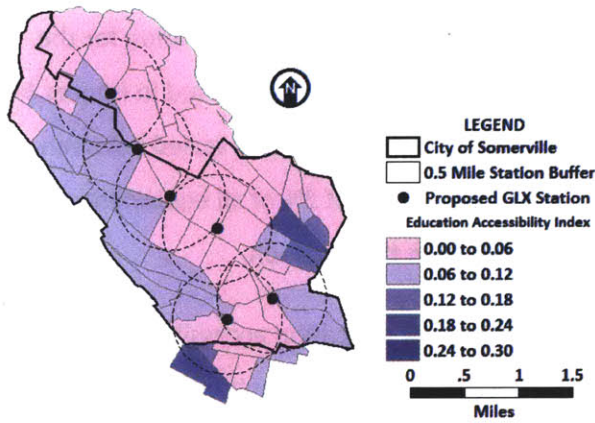 N
LEGEND
City of Somerville
0.5 Mile Station Buffer
Proposed GLX Station
Education Accessibility Index
0.00 to 0.06
0.06 to 0.12
0.12 to 0.18
0.18 to 0.24
0.24 to 0.30
0 .5 1 1.5
Miles